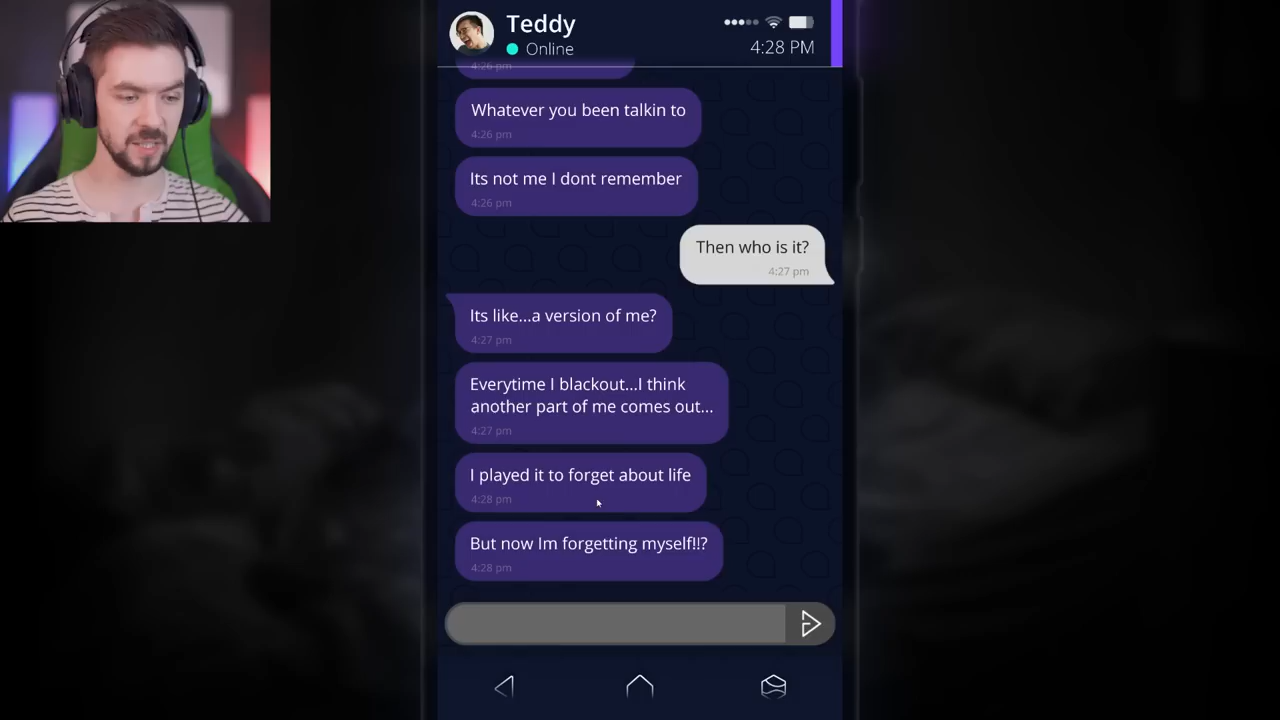 Teddy
Online
4:28 PM
4:26 pm
Whatever you been talkin to
4:26 pm
Its not me I dont remember
4:26 pm
Then who is it?
4:27 pm
Its like...a version of me?
4:27 pm
Everytime I blackout...I think
another part of me comes out...
4:27 pm
I played it to forget about life
4:28 pm
But now Im forgetting myself!!?
4:28 pm